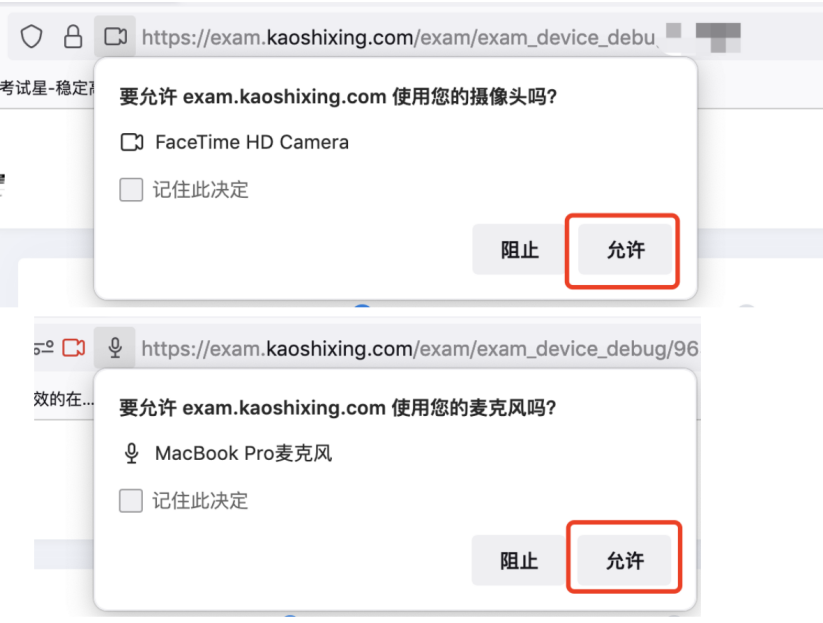 https://exam.kaoshixing.com/exam/exam_device_debu
考试星-稳定
要允许 exam.kaoshixing.com 使用您的摄像头吗?
FaceTime HD Camera
记住此决定
阻止
允许
https://exam.kaoshixing.com/exam/exam_device_debug/96
效的在...
要允许 exam.kaoshixing.com 使用您的麦克风吗?
MacBook Pro麦克风
记住此决定
阻止
允许